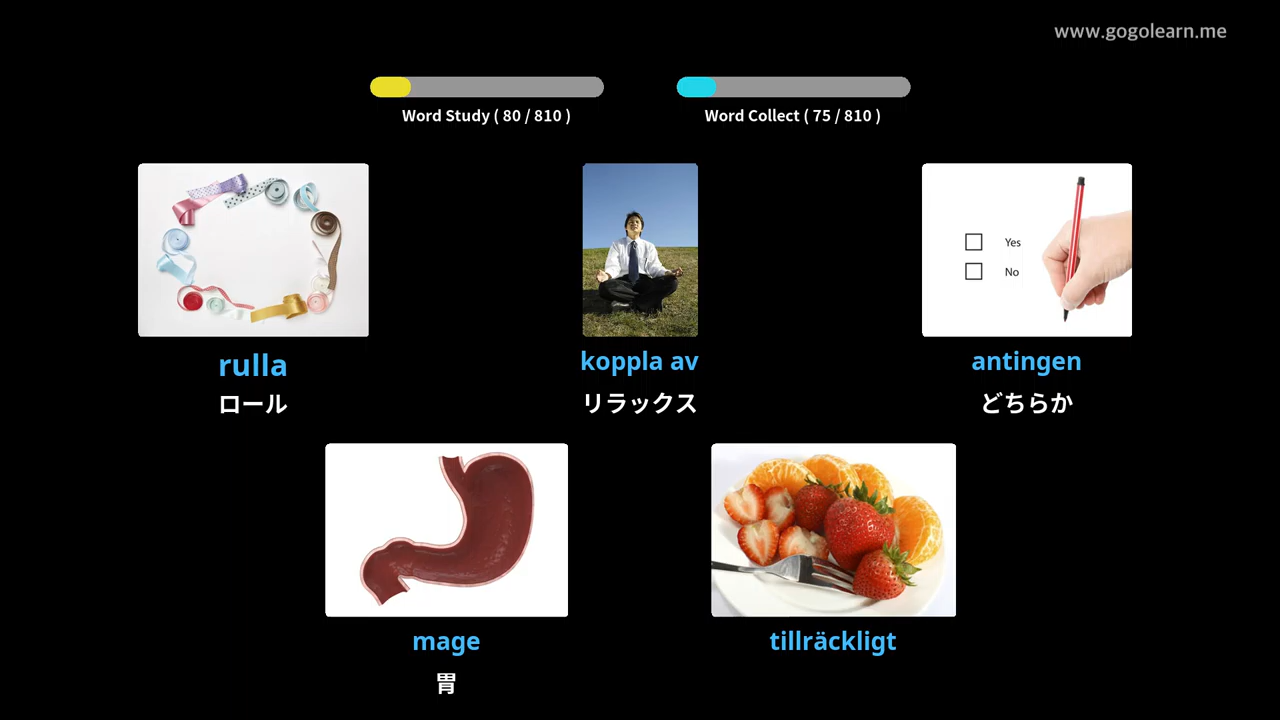 www.gogolearn.me
Word Study ( 80 / 810 )
Word Collect ( 75 / 810 )
Yes
No
rulla
koppla av
antingen
ロール
リラックス
どちらか
mage
tillräckligt
胃